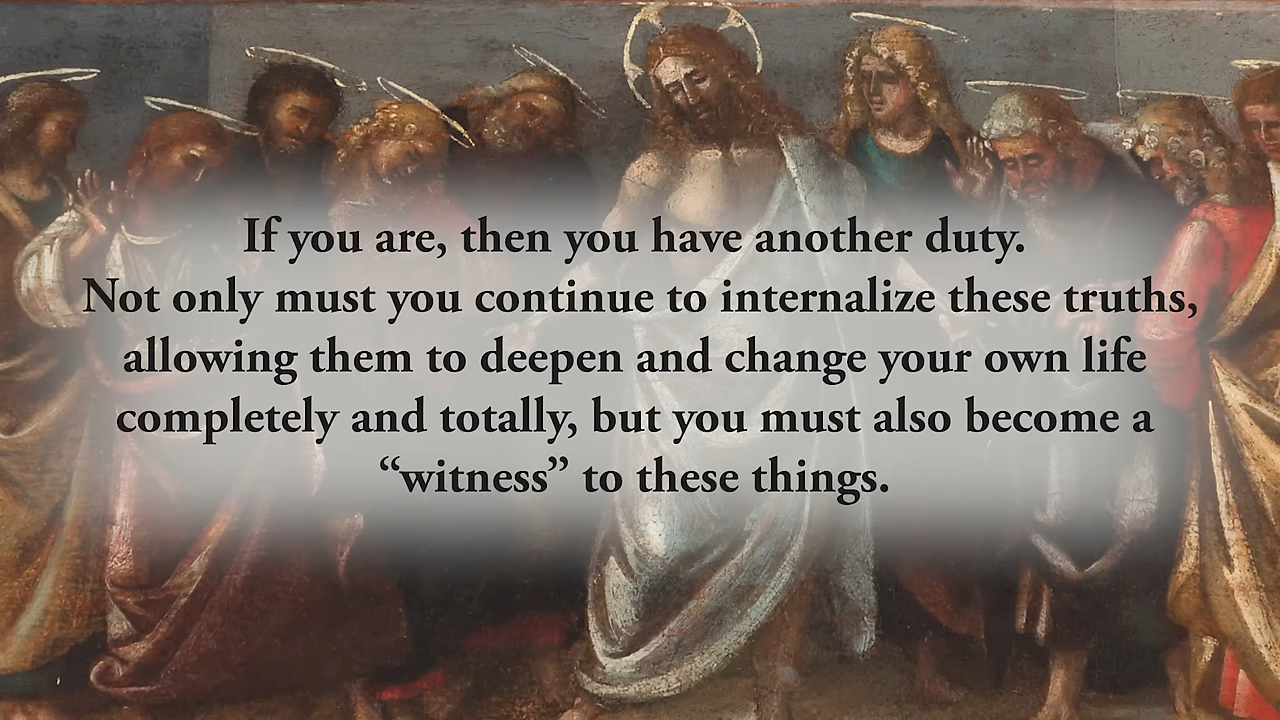 If you are, then you have another duty.
Not only must you continue to internalize these truths,
allowing them to deepen and change your own life
completely and totally, but you must also become a
“witness” to these things.